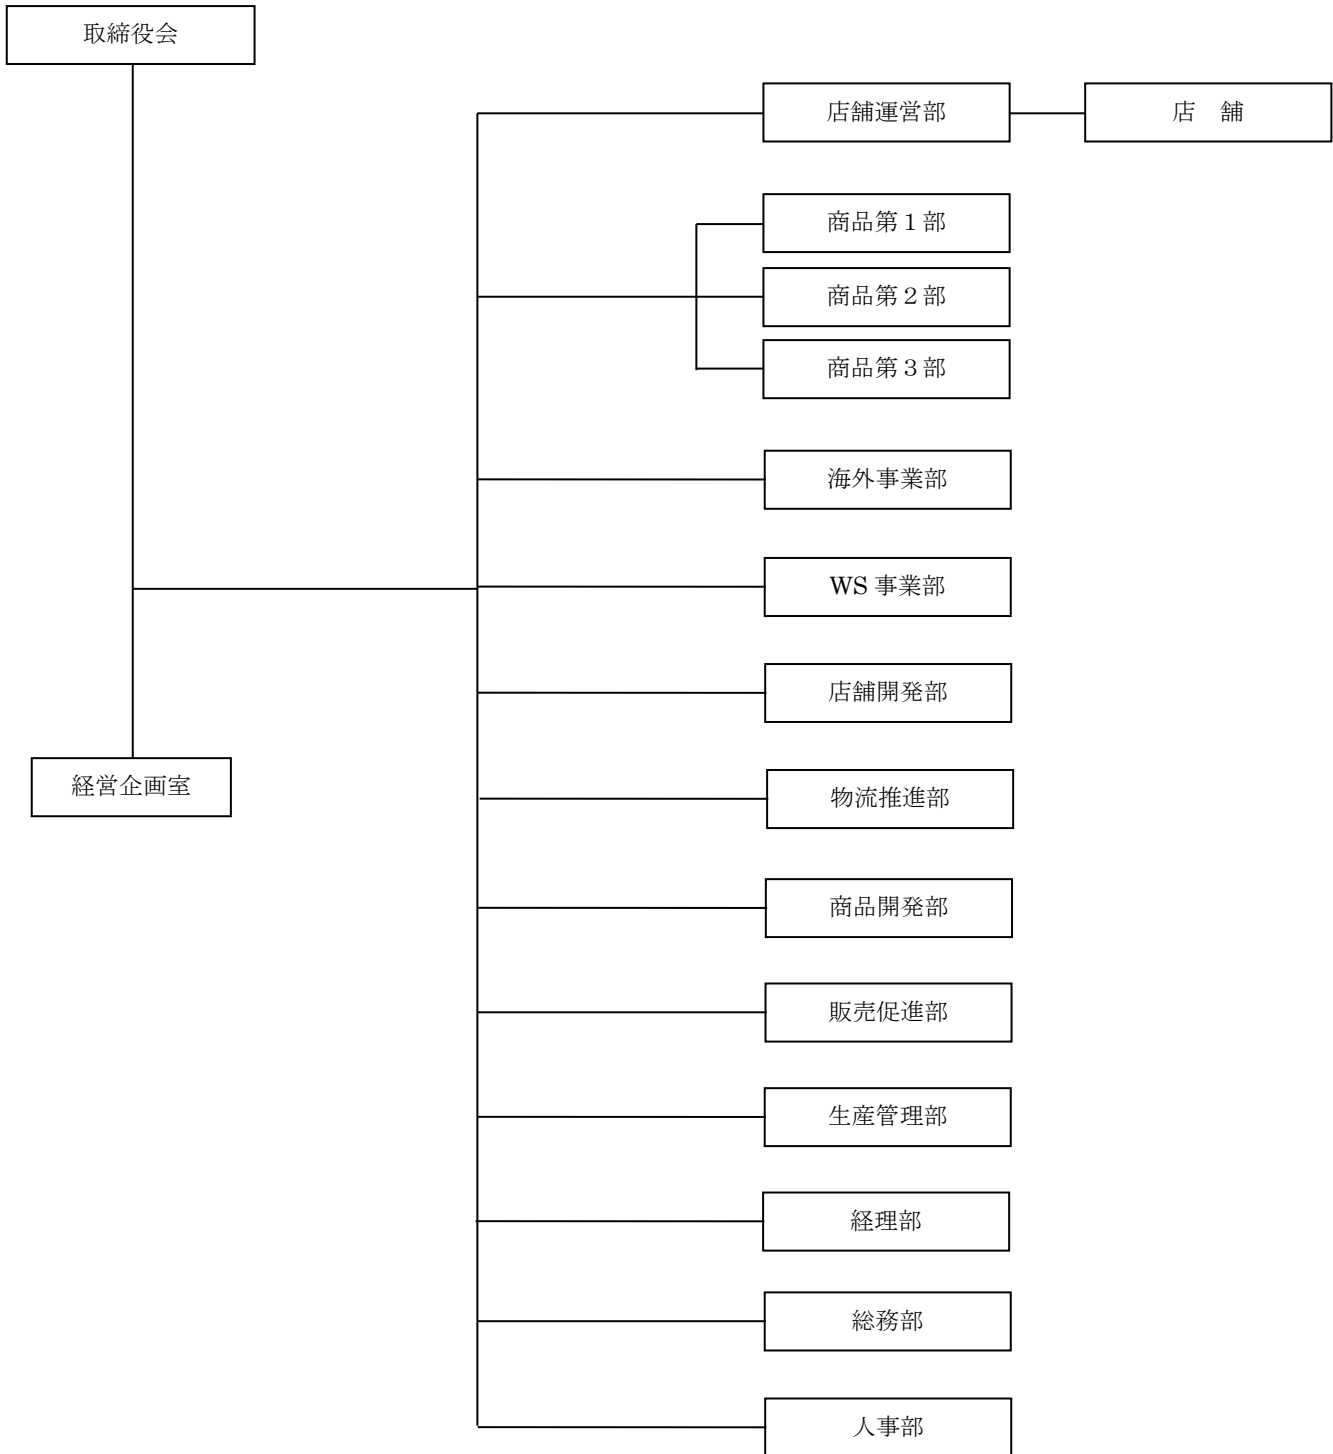 取締役会
店舗運営部
店　舗
商品第１部
商品第２部
商品第３部
海外事業部
WS 事業部
店舗開発部
経営企画室
物流推進部
商品開発部
販売促進部
生産管理部
経理部
総務部
人事部